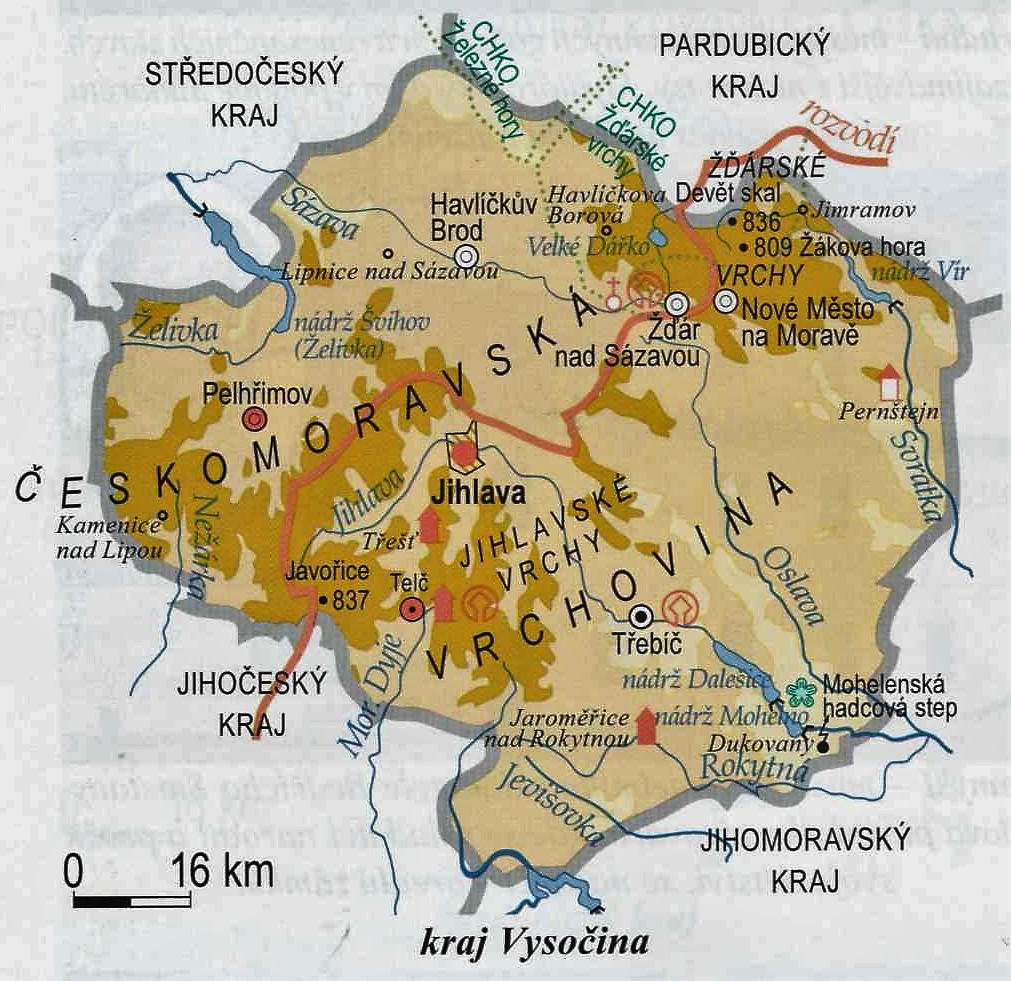 STŘEDOČESKÝ
KRAJ
CHKO
Železné hory
PARDUBICKÝ
KRAJ
CHKO
Žďárské
vrchy
rozvodí
ŽĎÁRSKÉ
VRCHY
Devět skal
836
809 Žákova hora
Jimramov
nádrž Vír
Havlíčkova
Borová
Velké Dářko
Havlíčkův
Brod
Sázava
Lipnice nad Sázavou
nádrž Švihov
(Želivka)
Želivka
Žďár
nad Sázavou
Nové Město
na Moravě
Pernštejn
Svratka
Pelhřimov
ČESKOMORAVSKÁ
VRCHOVINA
Jihlava
Jihlava
Kamenice
nad Lipou
Nežárka
Třešť
JIHLAVSKÉ
VRCHY
Javořice
837
Telč
Oslava
Třebíč
Mor. Dyje
JIHOČESKÝ
KRAJ
nádrž Dalešice
Mohelenská
hadcová step
nádrž Mohelno
Jaroměřice
nad Rokytnou
Dukovany
Rokytná
Jevišovka
JIHOMORAVSKÝ
KRAJ
0 16 km
kraj Vysočina